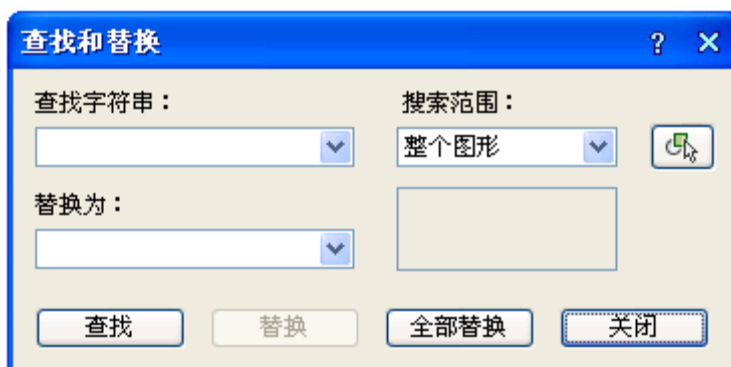 查找和替换
查找字符串：
搜索范围：
整个图形
替换为：
查找
替换
全部替换
关闭